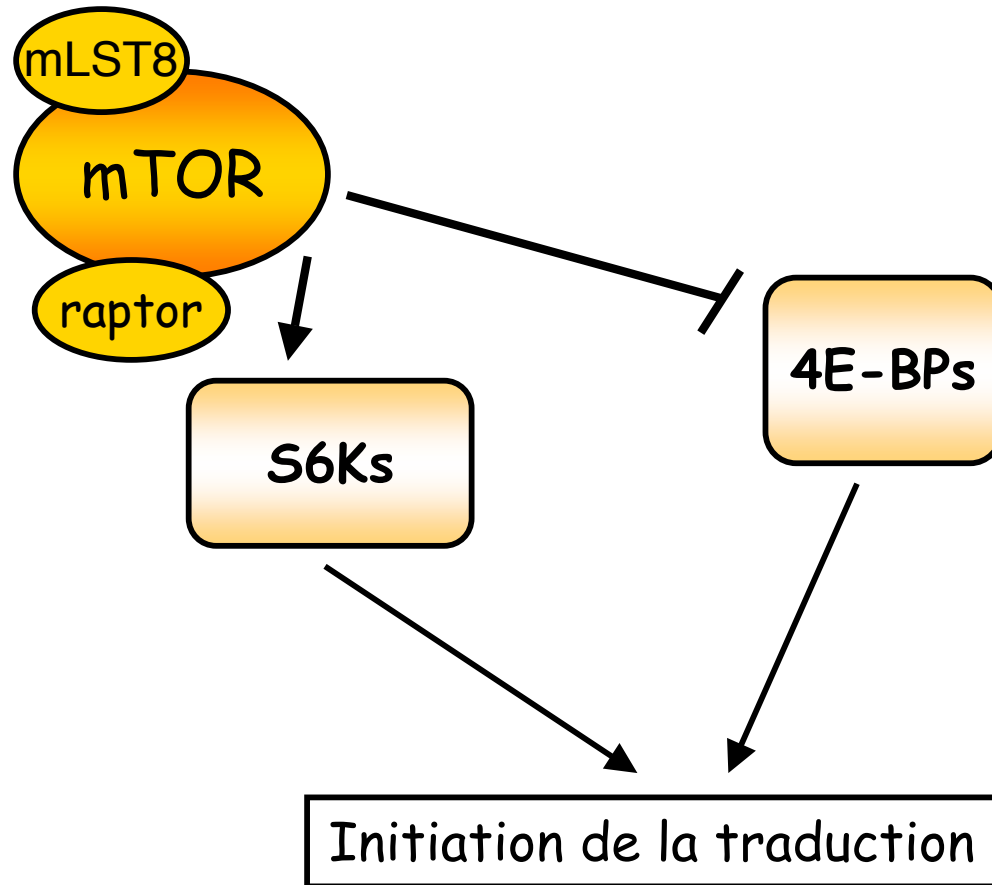 mLST8
mTOR
raptor
4E-BPs
S6Ks
Initiation de la traduction